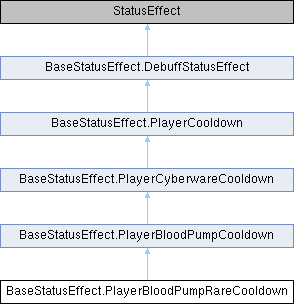 StatusEffect
BaseStatusEffect.DebuffStatusEffect
BaseStatusEffect.PlayerCooldown
BaseStatusEffect.PlayerCyberwareCooldown
BaseStatusEffect.PlayerBloodPumpCooldown
BaseStatusEffect.PlayerBloodPumpRareCooldown